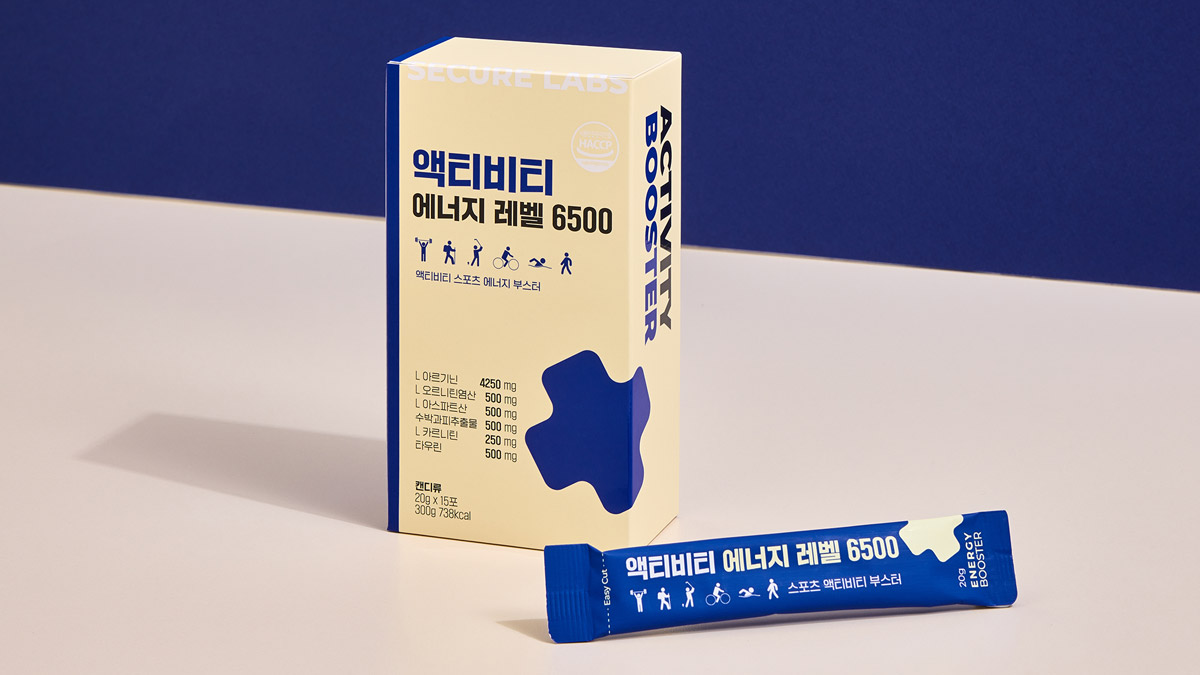 SECURE LABS
HACCP
액티비티
에너지 레벨 6500
액티비티 스포츠 에너지 부스터
L 아르기닌 4250 mg
L 오르니틴염산 500 mg
L 아스파트산 500 mg
수박과피추출물 500 mg
L 카르니틴 250 mg
타우린 500 mg
캔디류
20g x 15포
300g 738kcal
ACTIVITY
BOOSTER
Easy Cut
액티비티 에너지 레벨 6500
스포츠 액티비티 부스터
20g
ENERGY
BOOSTER